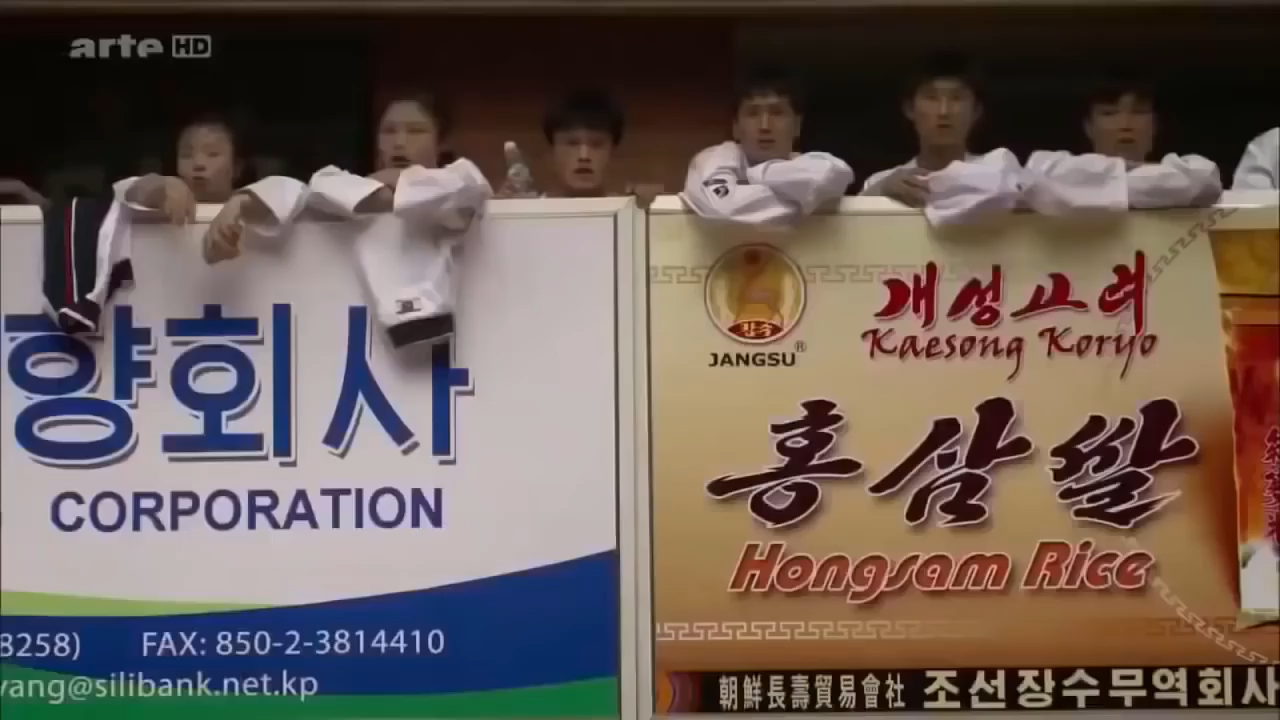 arte HD
향회사
CORPORATION
8258) FAX: 850-2-3814410
yang@silibank.net.kp
장수
JANGSU®
개성고려
Kaesong Koryo
홍삼쌀
Hongsam Rice
朝鮮長壽貿易會社 조선장수무역회사